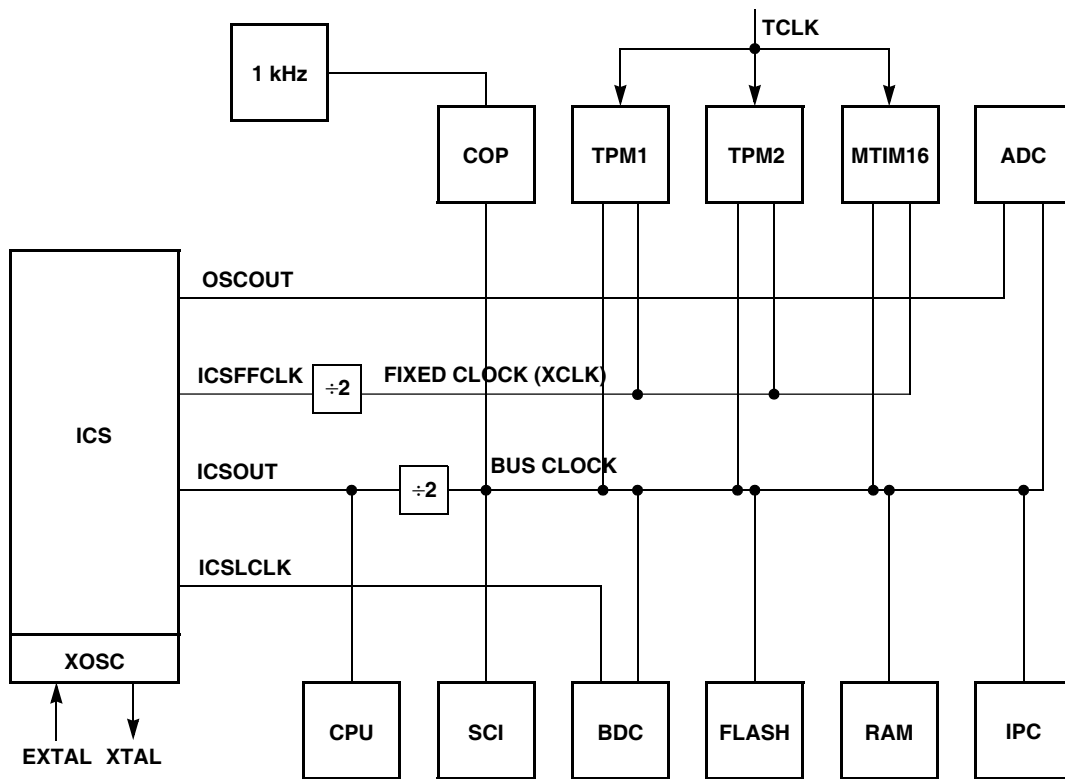 TCLK
1 kHz
COP
TPM1
TPM2
MTIM16
ADC
OSCOUT
ICSFFCLK
÷2
FIXED CLOCK (XCLK)
ICS
ICSOUT
÷2
BUS CLOCK
ICSLCLK
XOSC
EXTAL
XTAL
CPU
SCI
BDC
FLASH
RAM
IPC